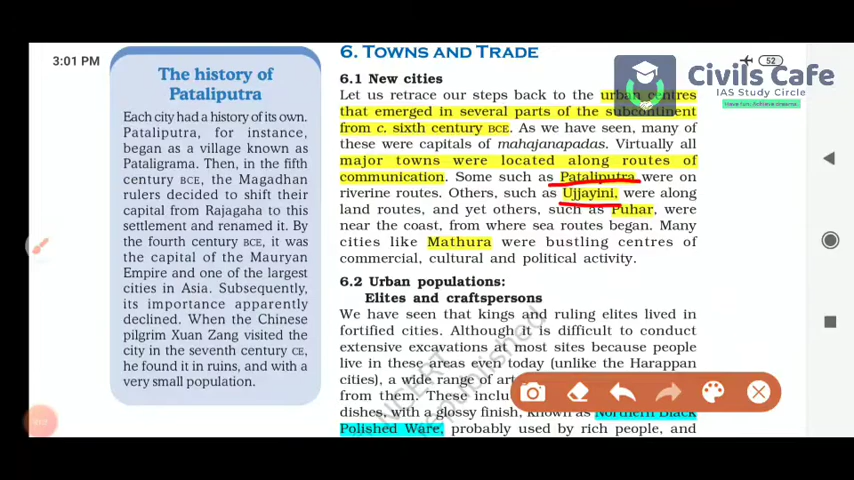 3:01 PM
52
Civils Cafe
IAS Study Circle
Have fun. Achieve dreams.
The history of
Pataliputra
Each city had a history of its own.
Pataliputra, for instance,
began as a village known as
Pataligrama. Then, in the fifth
century BCE, the Magadhan
rulers decided to shift their
capital from Rajagaha to this
settlement and renamed it. By
the fourth century BCE, it was
the capital of the Mauryan
Empire and one of the largest
cities in Asia. Subsequently,
its importance apparently
declined. When the Chinese
pilgrim Xuan Zang visited the
city in the seventh century CE,
he found it in ruins, and with a
very small population.
6. TOWNS AND TRADE
6.1 New cities
Let us retrace our steps back to the urban centres
that emerged in several parts of the subcontinent
from c. sixth century BCE. As we have seen, many of
these were capitals of mahajanapadas. Virtually all
major towns were located along routes of
communication. Some such as Pataliputra were on
riverine routes. Others, such as Ujjayini, were along
land routes, and yet others, such as Puhar, were
near the coast, from where sea routes began. Many
cities like Mathura were bustling centres of
commercial, cultural and political activity.
6.2 Urban populations:
Elites and craftspersons
We have seen that kings and ruling elites lived in
fortified cities. Although it is difficult to conduct
extensive excavations at most sites because people
live in these areas even today (unlike the Harappan
cities), a wide range of
from them. These
dishes, with a glossy finish, known as Northern Black
Polished Ware, probably used by rich people, and
NCERT
republished